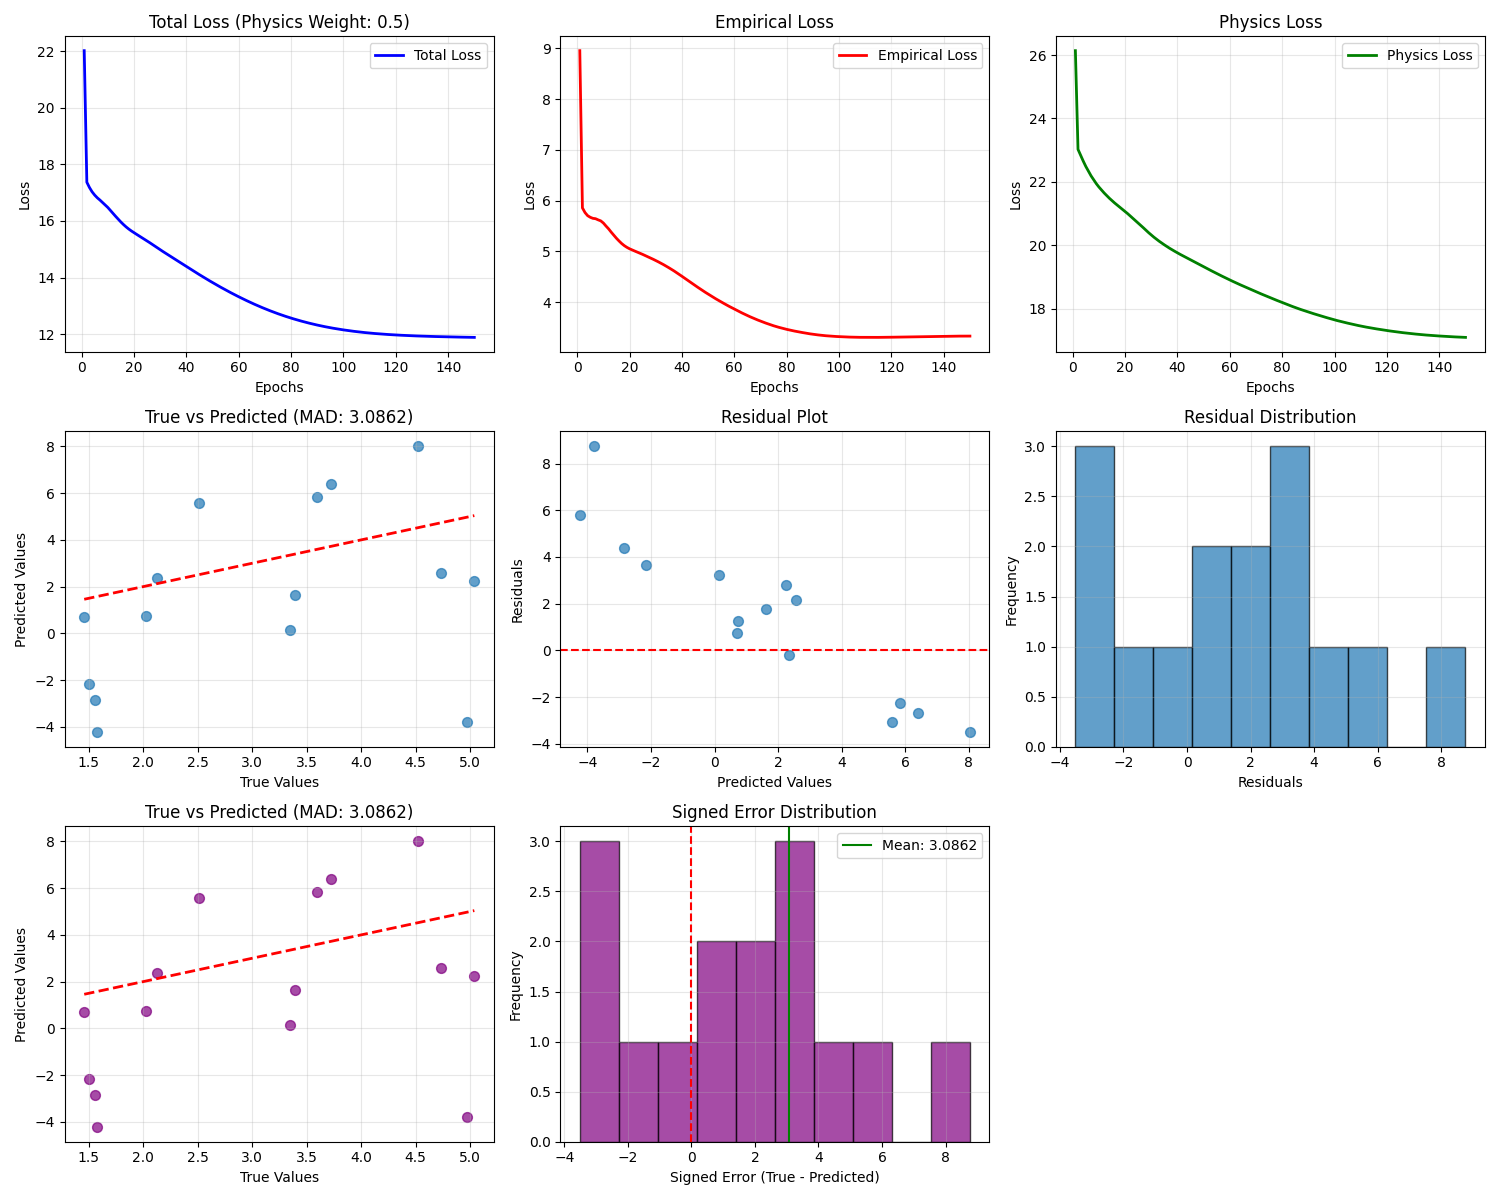 Total Loss (Physics Weight: 0.5)
Loss
22
20
18
16
14
12
Total Loss
0 20 40 60 80 100 120 140
Epochs
Empirical Loss
Loss
9
8
7
6
5
4
Empirical Loss
0 20 40 60 80 100 120 140
Epochs
Physics Loss
Loss
26
24
22
20
18
Physics Loss
0 20 40 60 80 100 120 140
Epochs
True vs Predicted (MAD: 3.0862)
Predicted Values
8
6
4
2
0
−2
−4
1.5 2.0 2.5 3.0 3.5 4.0 4.5 5.0
True Values
Residual Plot
Residuals
8
6
4
2
0
−2
−4
−4 −2 0 2 4 6 8
Predicted Values
Residual Distribution
Frequency
3.0
2.5
2.0
1.5
1.0
0.5
0.0
−4 −2 0 2 4 6 8
Residuals
True vs Predicted (MAD: 3.0862)
Predicted Values
8
6
4
2
0
−2
−4
1.5 2.0 2.5 3.0 3.5 4.0 4.5 5.0
True Values
Signed Error Distribution
Frequency
3.0
2.5
2.0
1.5
1.0
0.5
0.0
Mean: 3.0862
−4 −2 0 2 4 6 8
Signed Error (True - Predicted)